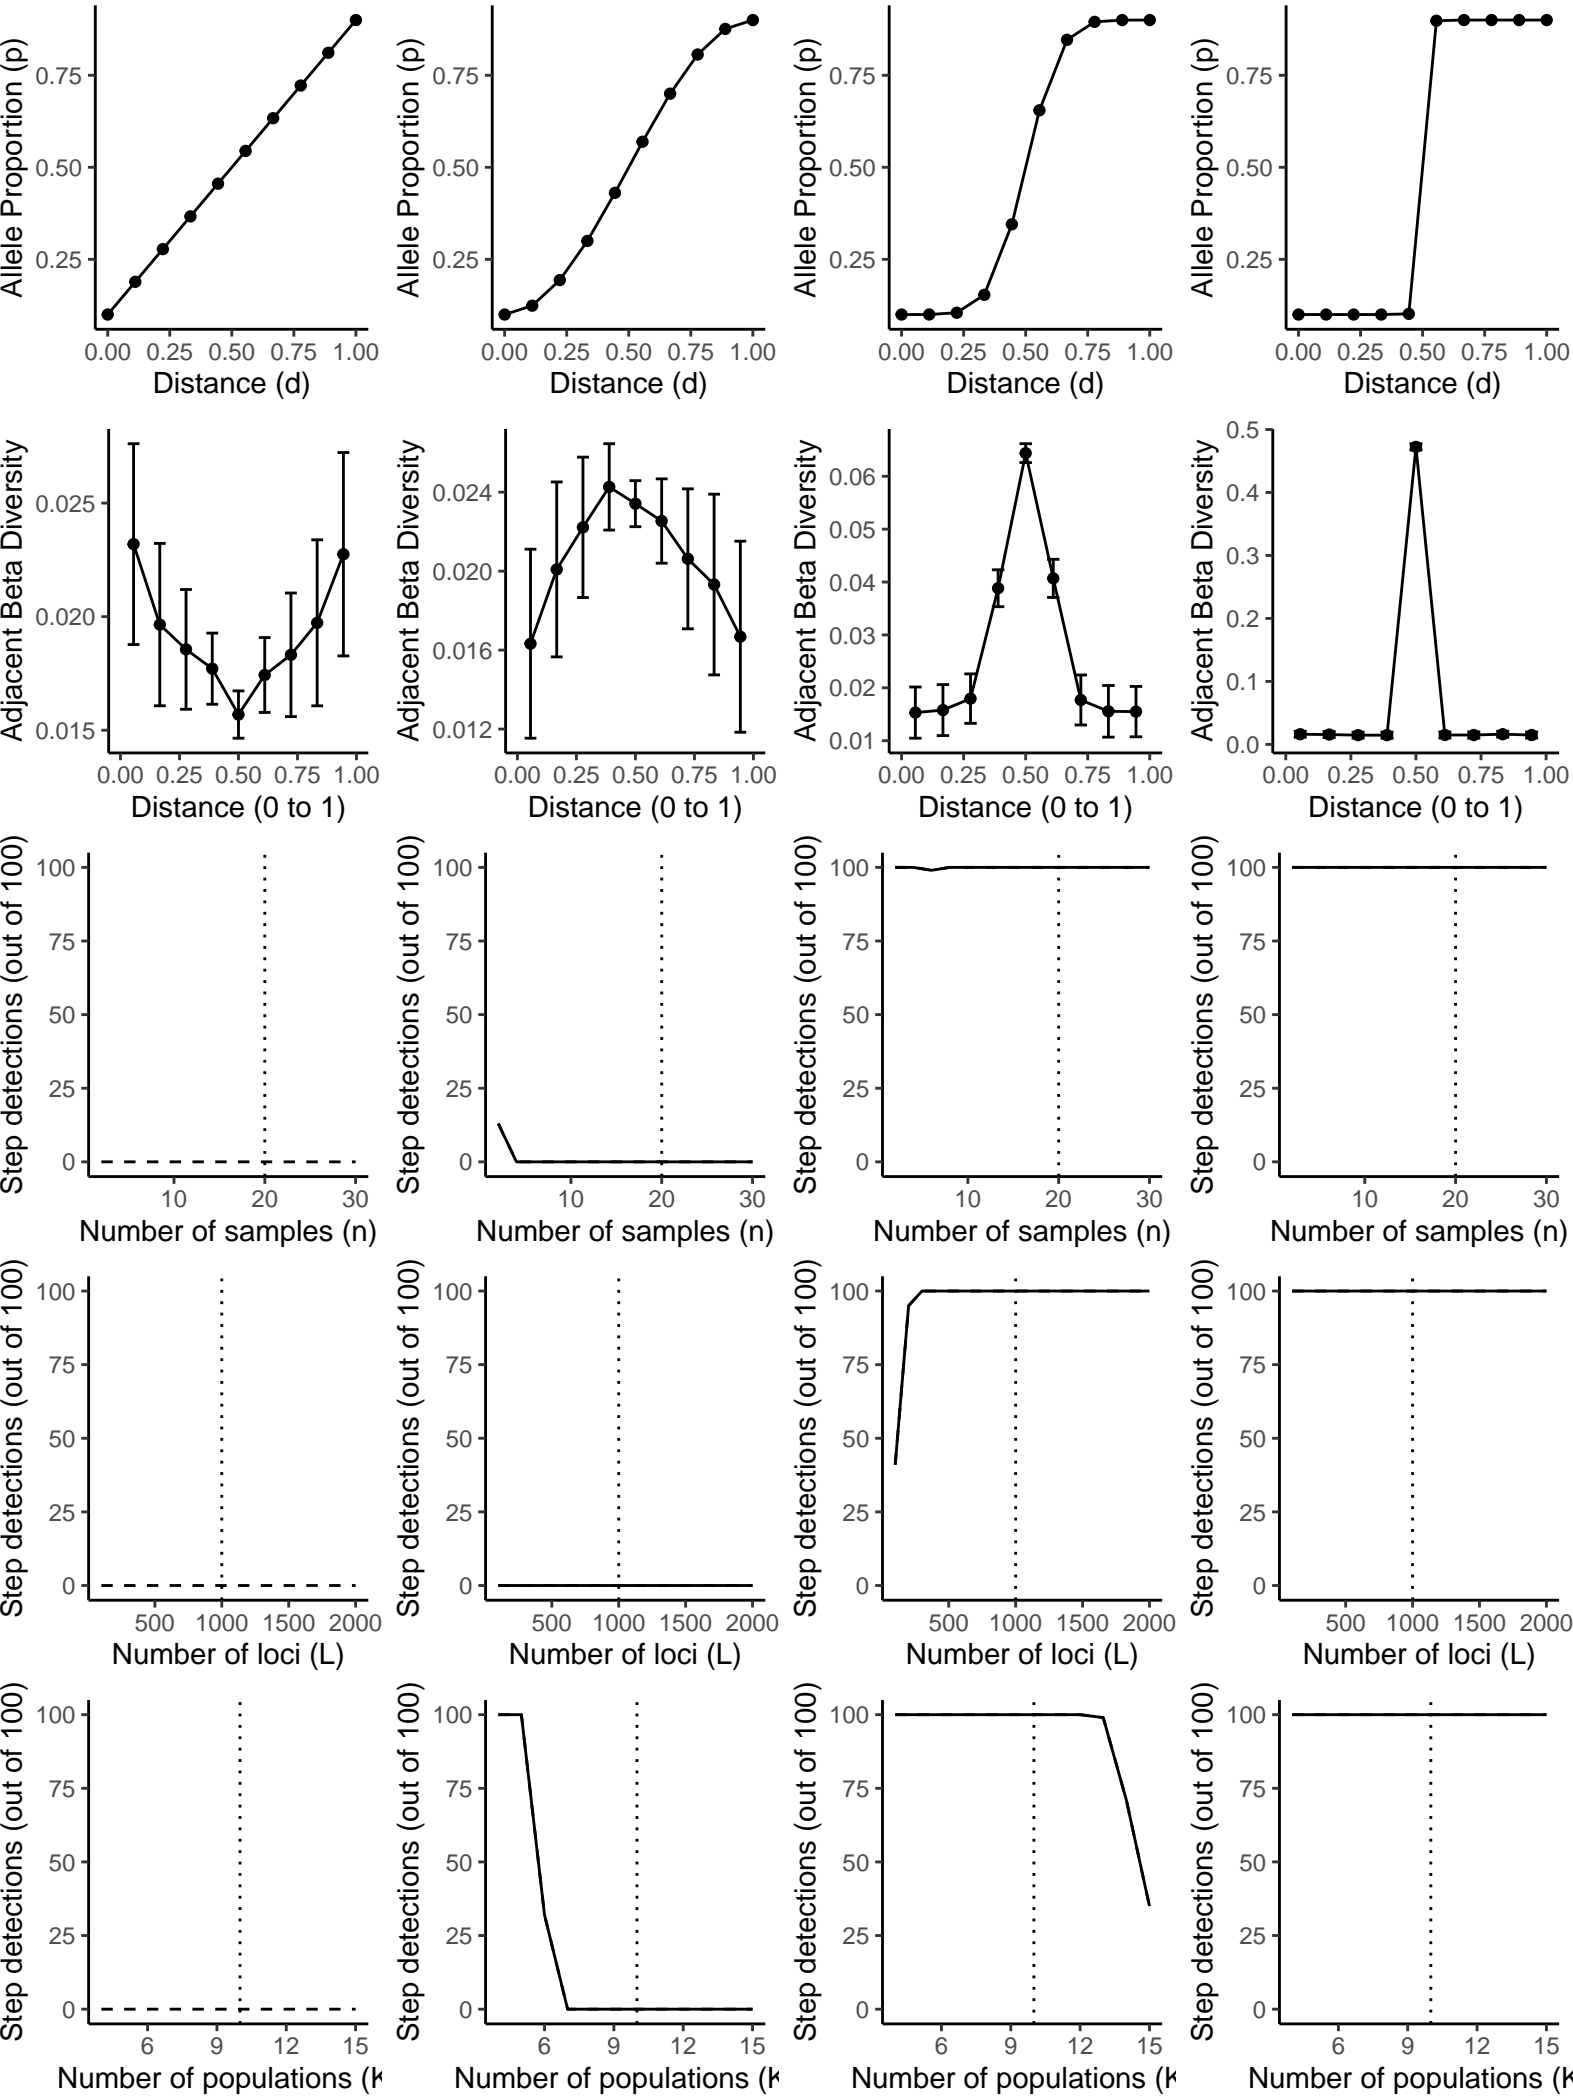 Allele Proportion (p)
0.75
0.50
0.25
0.00 0.25 0.50 0.75 1.00
Distance (d)
Allele Proportion (p)
0.75
0.50
0.25
0.00 0.25 0.50 0.75 1.00
Distance (d)
Allele Proportion (p)
0.75
0.50
0.25
0.00 0.25 0.50 0.75 1.00
Distance (d)
Allele Proportion (p)
0.75
0.50
0.25
0.00 0.25 0.50 0.75 1.00
Distance (d)
Adjacent Beta Diversity
0.025
0.020
0.015
0.00 0.25 0.50 0.75 1.00
Distance (0 to 1)
Adjacent Beta Diversity
0.024
0.020
0.016
0.012
0.00 0.25 0.50 0.75 1.00
Distance (0 to 1)
Adjacent Beta Diversity
0.06
0.05
0.04
0.03
0.02
0.01
0.00 0.25 0.50 0.75 1.00
Distance (0 to 1)
Adjacent Beta Diversity
0.5
0.4
0.3
0.2
0.1
0.0
0.00 0.25 0.50 0.75 1.00
Distance (0 to 1)
Step detections (out of 100)
100
75
50
25
0
10 20 30
Number of samples (n)
Step detections (out of 100)
100
75
50
25
0
10 20 30
Number of samples (n)
Step detections (out of 100)
100
75
50
25
0
10 20 30
Number of samples (n)
Step detections (out of 100)
100
75
50
25
0
10 20 30
Number of samples (n)
Step detections (out of 100)
100
75
50
25
0
500 1000 1500 2000
Number of loci (L)
Step detections (out of 100)
100
75
50
25
0
500 1000 1500 2000
Number of loci (L)
Step detections (out of 100)
100
75
50
25
0
500 1000 1500 2000
Number of loci (L)
Step detections (out of 100)
100
75
50
25
0
500 1000 1500 2000
Number of loci (L)
Step detections (out of 100)
100
75
50
25
0
6 9 12 15
Number of populations (K
Step detections (out of 100)
100
75
50
25
0
6 9 12 15
Number of populations (K
Step detections (out of 100)
100
75
50
25
0
6 9 12 15
Number of populations (K
Step detections (out of 100)
100
75
50
25
0
6 9 12 15
Number of populations (K